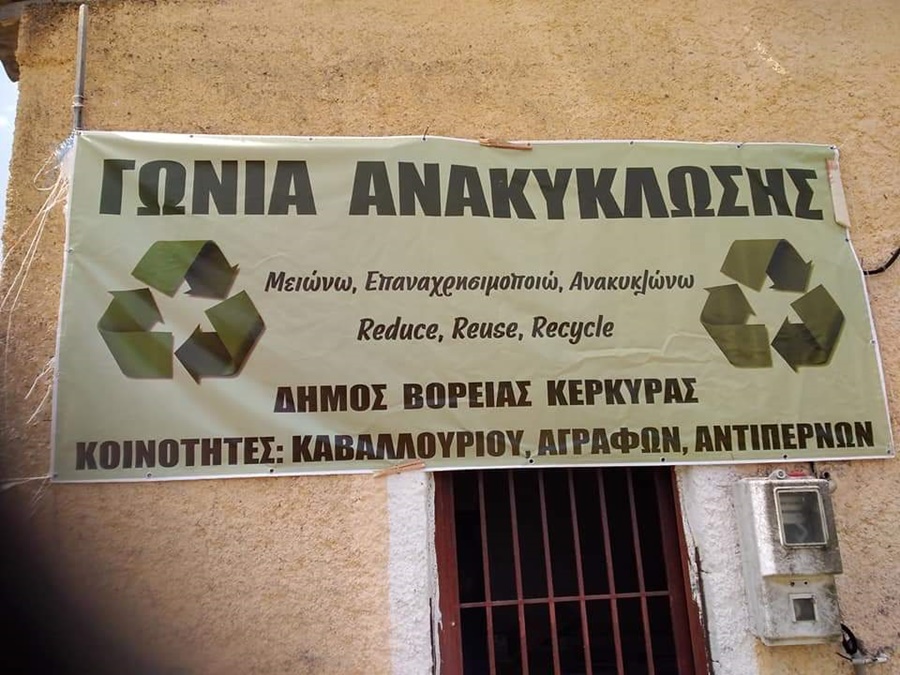 ΓΩΝΙΑ ΑΝΑΚΥΚΛΩΣΗΣ
Μειώνω, Επαναχρησιμοποιώ, Ανακυκλώνω
Reduce, Reuse, Recycle
ΔΗΜΟΣ ΒΟΡΕΙΑΣ ΚΕΡΚΥΡΑΣ
ΚΟΙΝΟΤΗΤΕΣ: ΚΑΒΑΛΛΟΥΡΙΟΥ, ΑΓΡΑΦΩΝ, ΑΝΤΙΠΕΡΝΩΝ